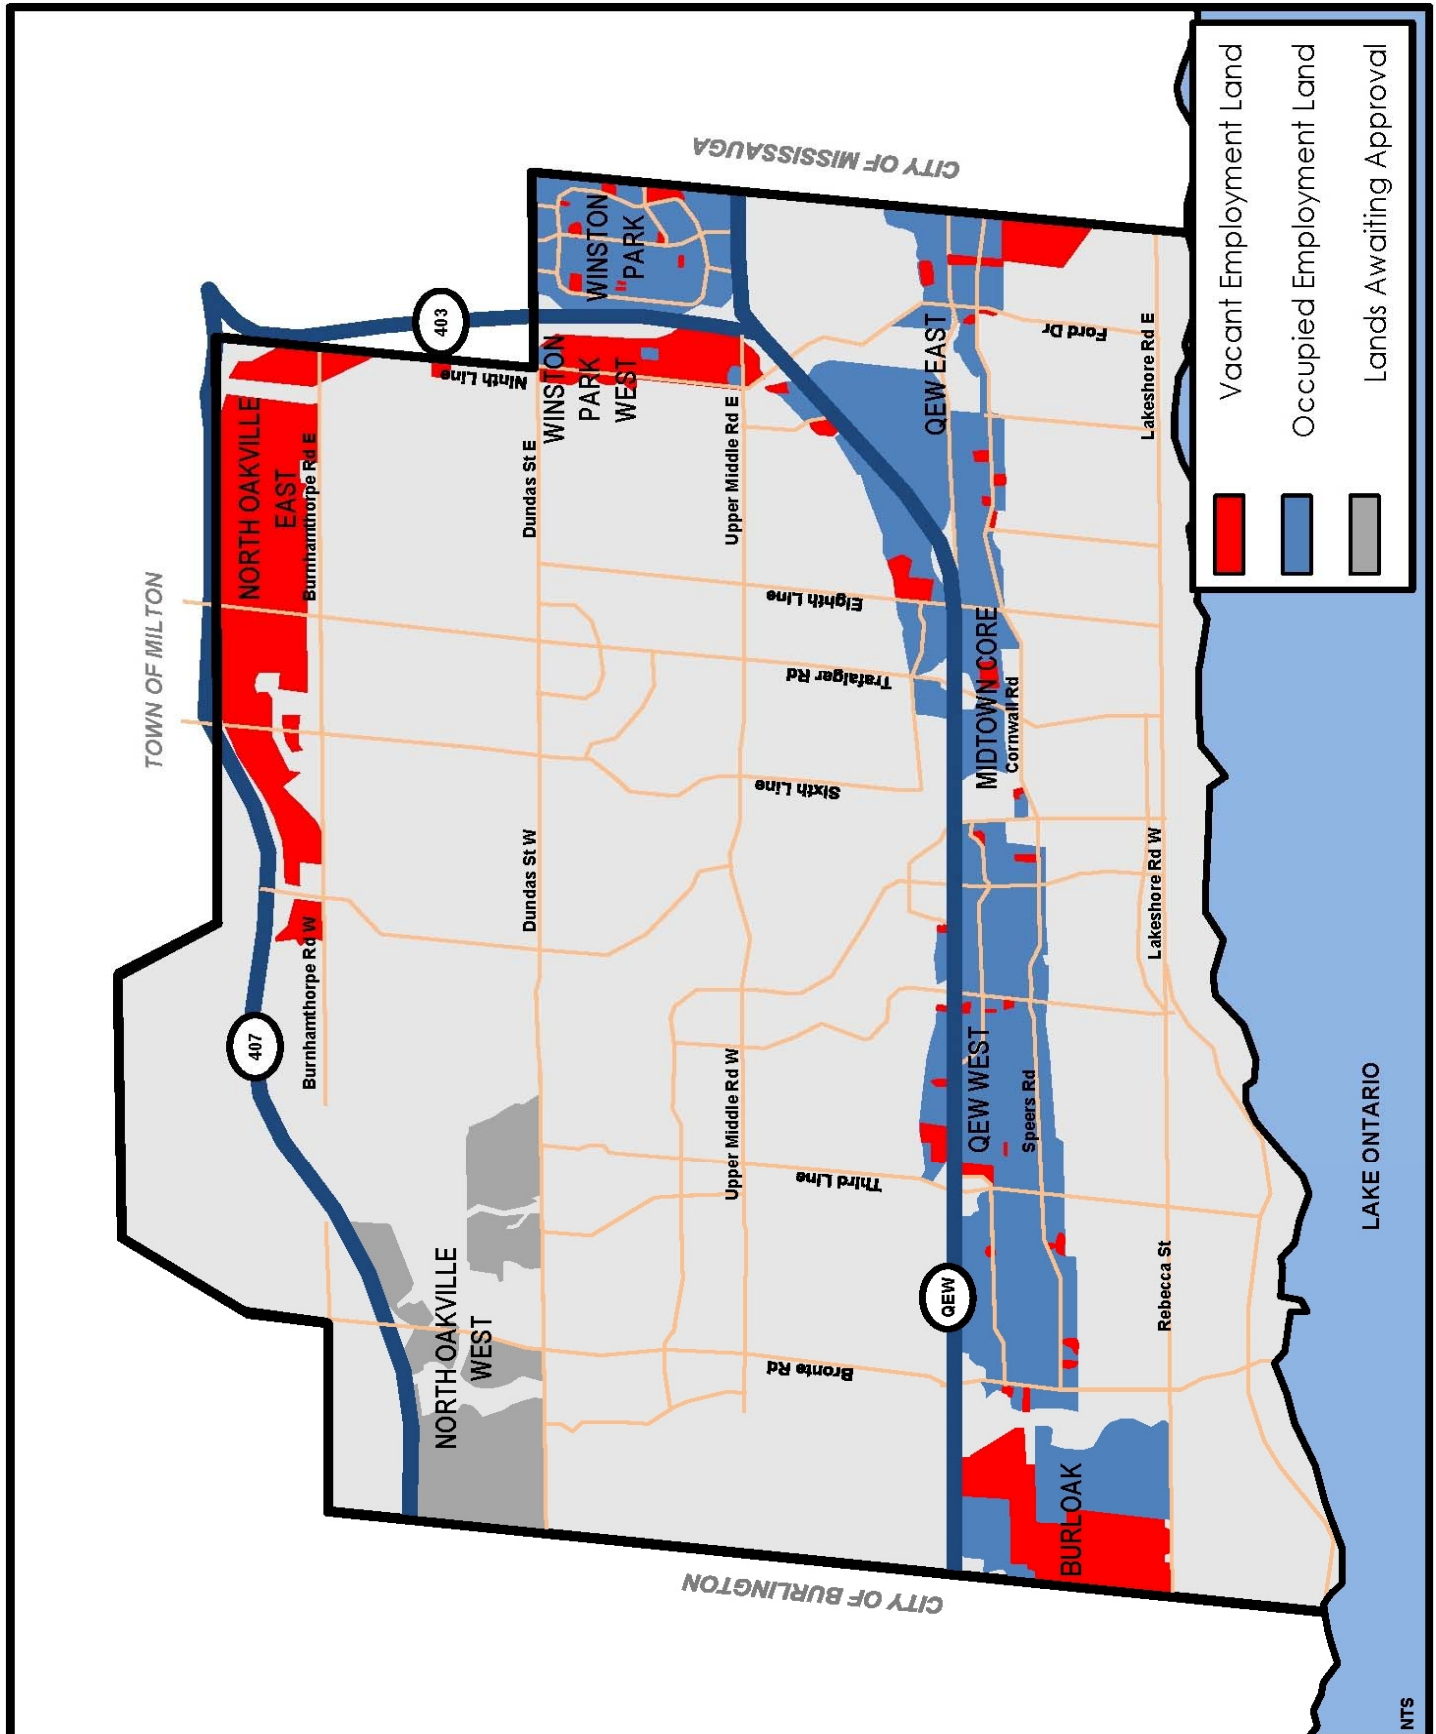 TOWN OF MILTON
CITY OF MISSISSAUGA
CITY OF BURLINGTON
LAKE ONTARIO
407
403
QEW
NORTH OAKVILLE
EAST
NORTH OAKVILLE
WEST
WINSTON
PARK
WINSTON
PARK
WEST
QEW EAST
MIDTOWN CORE
QEW WEST
BURLOAK
Burnhamthorpe Rd W
Burnhamthorpe Rd E
Dundas St W
Dundas St E
Upper Middle Rd W
Upper Middle Rd E
Ninth Line
Eighth Line
Trafalgar Rd
Sixth Line
Third Line
Bronte Rd
Ford Dr
Cornwall Rd
Speers Rd
Rebecca St
Lakeshore Rd W
Lakeshore Rd E
Vacant Employment Land
Occupied Employment Land
Lands Awaiting Approval
NTS